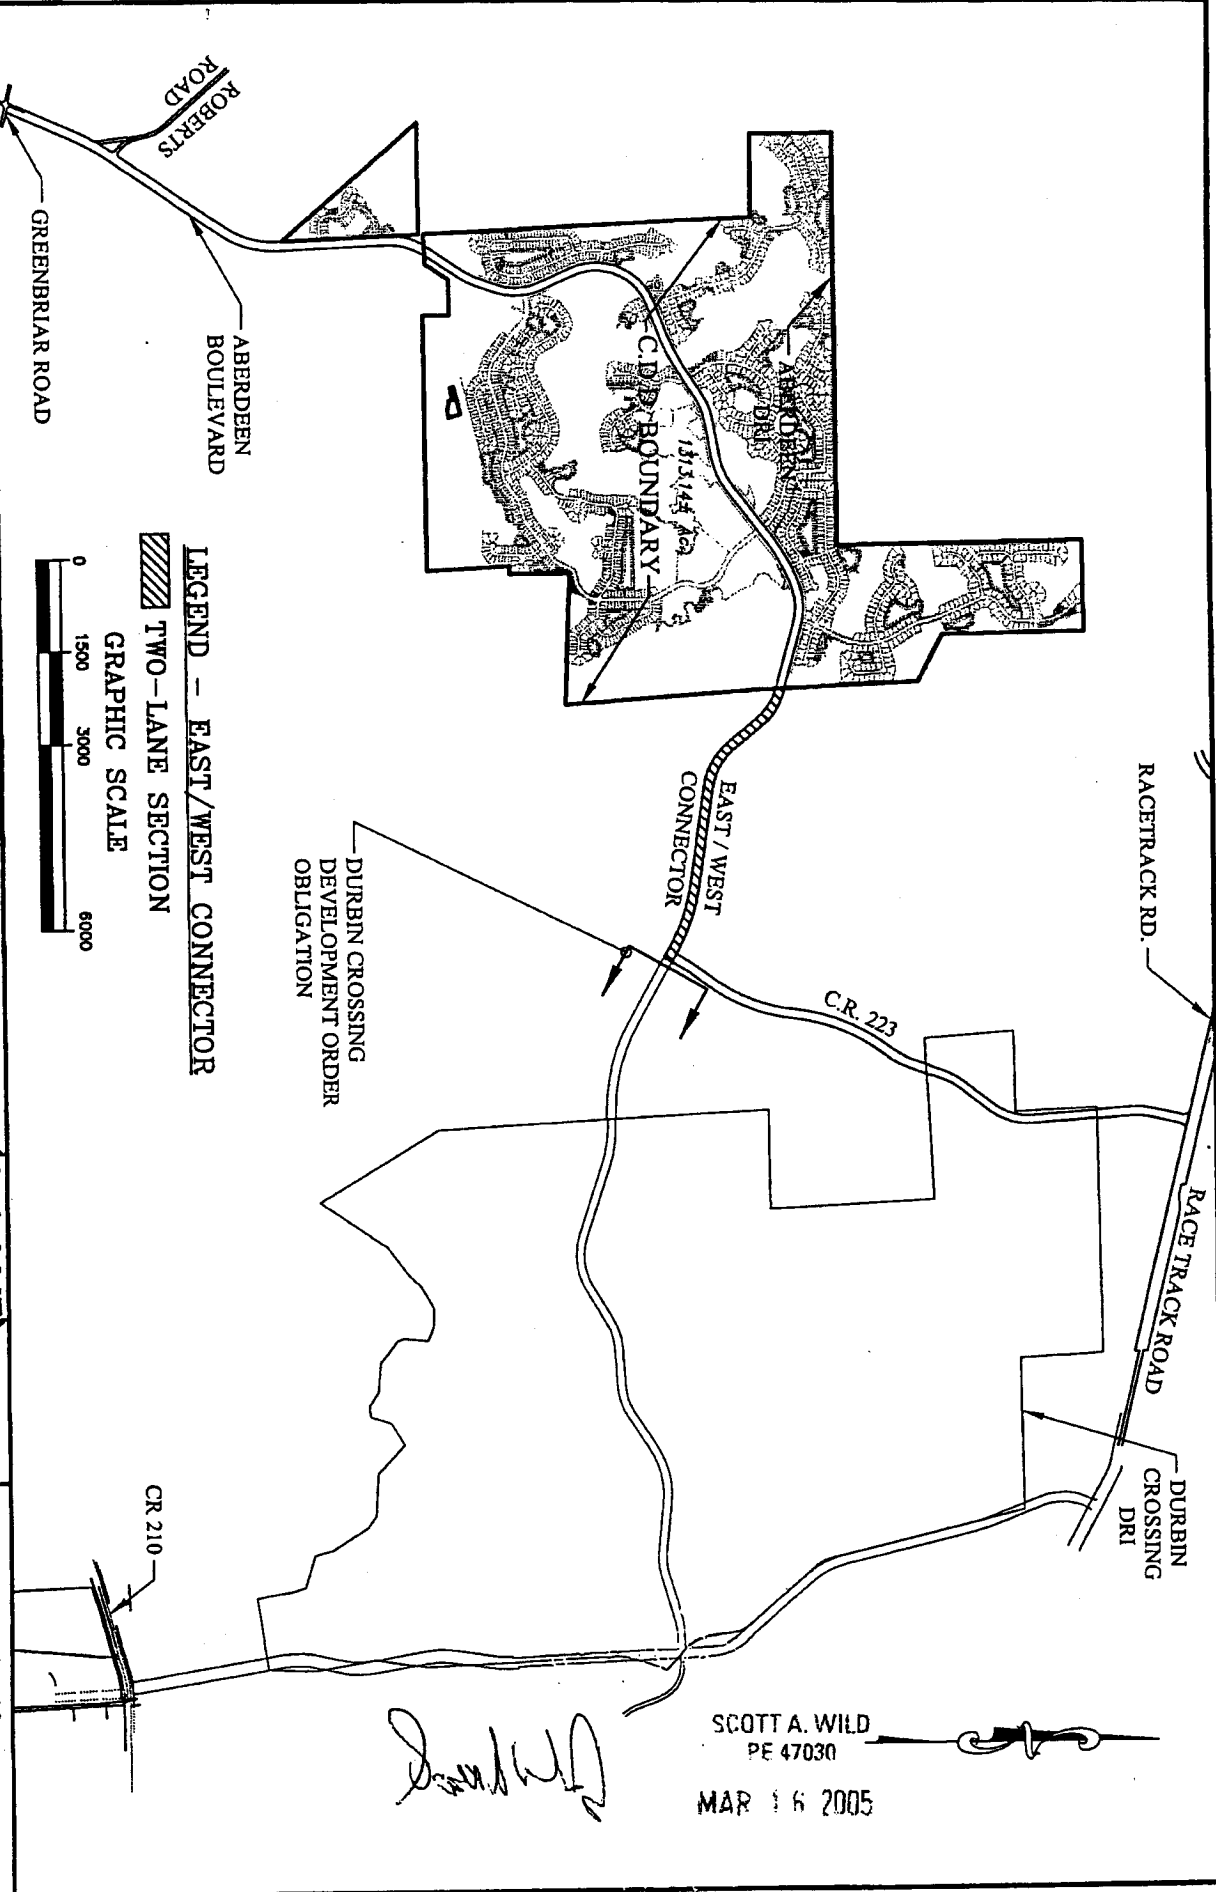 RACETRACK RD.
RACE TRACK ROAD
DURBIN
CROSSING
DRI
C.R. 223
ABERDEEN
DRI
C.D.D. BOUNDARY
EAST / WEST
CONNECTOR
ROBERTS
ROAD
GREENBRIAR ROAD
ABERDEEN
BOULEVARD
DURBIN CROSSING
DEVELOPMENT ORDER
OBLIGATION
CR 210
LEGEND - EAST/WEST CONNECTOR
TWO-LANE SECTION
GRAPHIC SCALE
0 1500 3000 6000
SCOTT A. WILD
PE 47030
MAR 16 2005